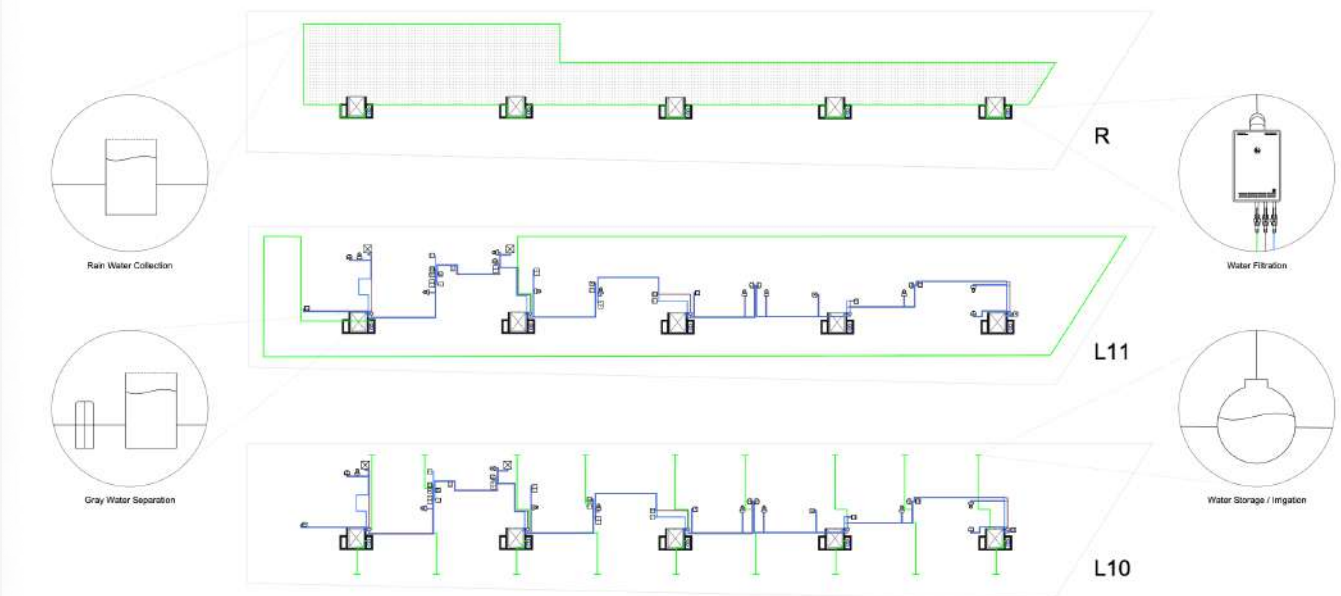 R
Rain Water Collection
Water Filtration
L11
Gray Water Separation
Water Storage / Irrigation
L10